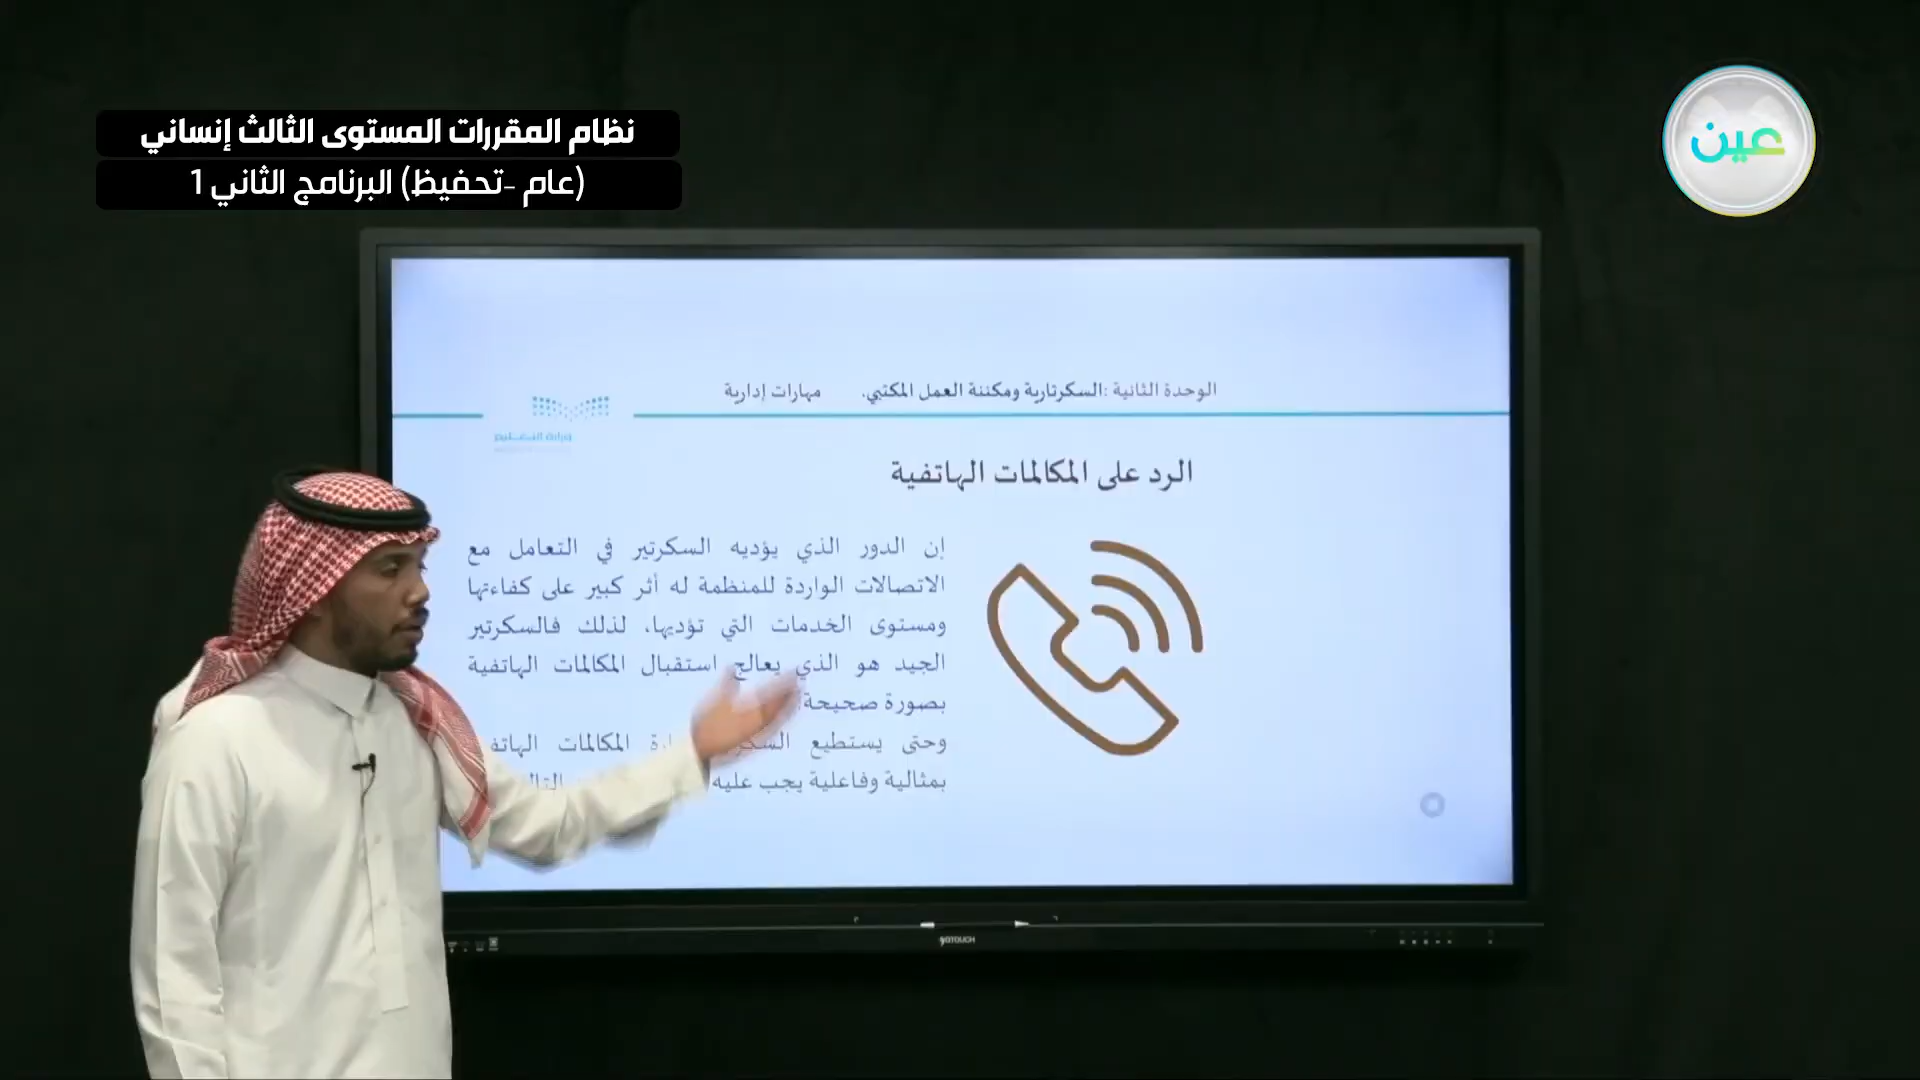 نظام المقررات المستوى الثالث إنساني
(عام -تحفيظ) البرنامج الثاني 1
عين
الوحدة الثانية :السكرتارية ومكننة العمل المكتبي. مهارات إدارية
وزارة التعليم
الرد على المكالمات الهاتفية
إن الدور الذي يؤديه السكرتير في التعامل مع
الاتصالات الواردة للمنظمة له أثر كبير على كفاءتها
ومستوى الخدمات التي تؤديها، لذلك فالسكرتير
الجيد هو الذي يعالج استقبال المكالمات الهاتفية
بصورة صحيحة
وحتى يستطيع المكالمات
بمثالية وفاعلية يجب عليه